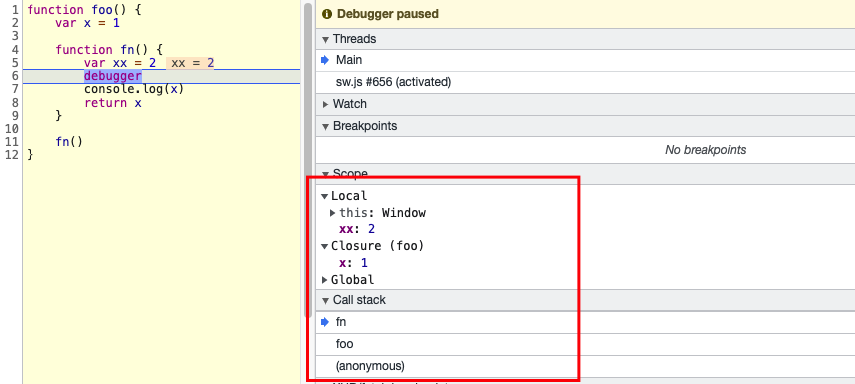 1 function foo() {
2     var x = 1
3
4     function fn() {
5         var xx = 2  xx = 2
6         debugger
7         console.log(x)
8         return x
9     }
10
11     fn()
12 }
Debugger paused
Threads
Main
sw.js #656 (activated)
Watch
Breakpoints
No breakpoints
Scope
Local
this: Window
xx: 2
Closure (foo)
x: 1
Global
Call stack
fn
foo
(anonymous)